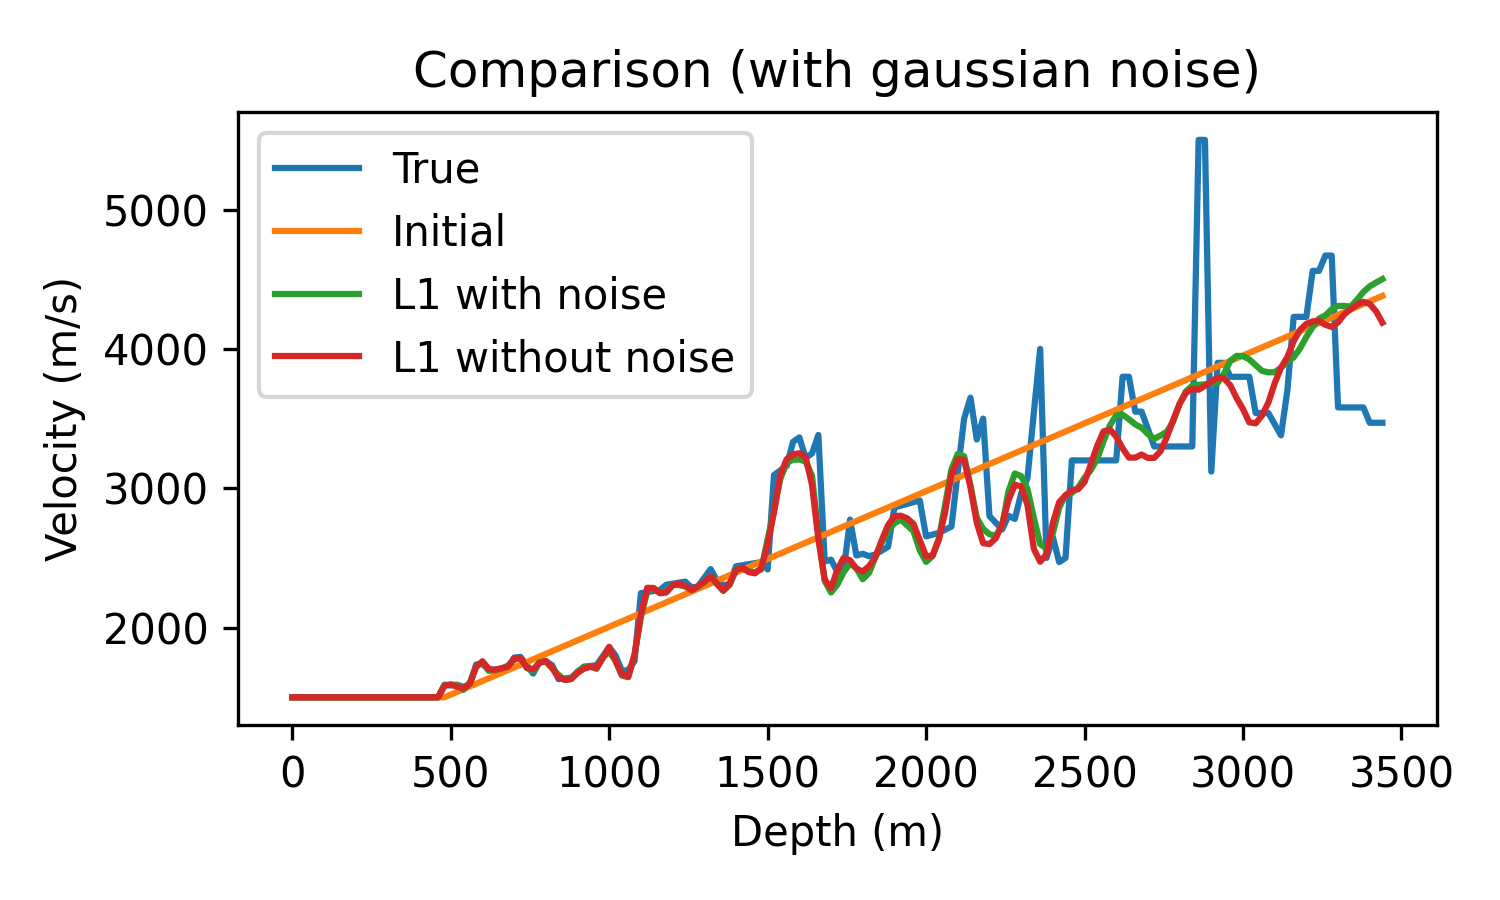 Comparison (with gaussian noise)
True
Initial
L1 with noise
L1 without noise
5000
4000
3000
2000
Velocity (m/s)
0 500 1000 1500 2000 2500 3000 3500
Depth (m)